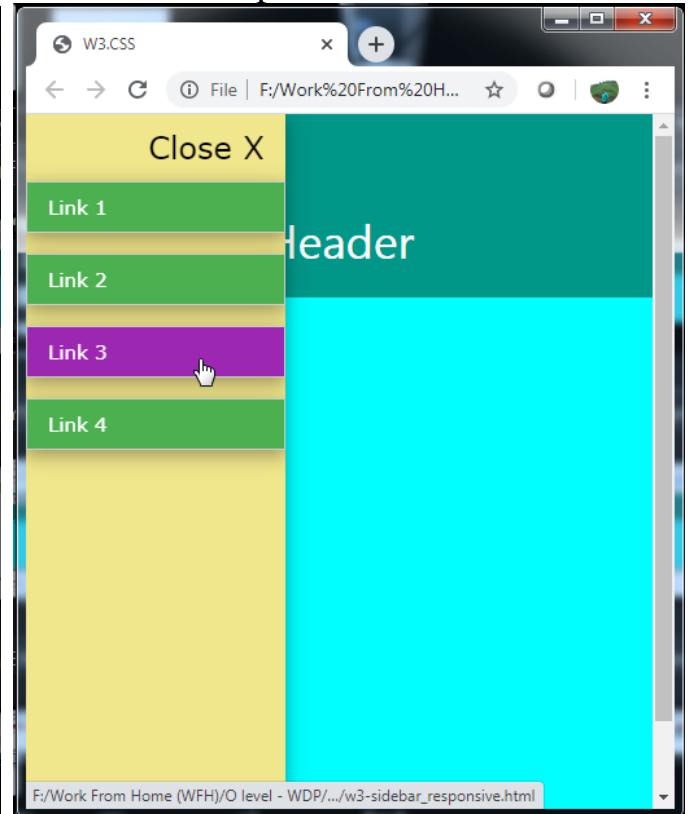 W3.CSS
File F:/Work%20From%20H...
Close X
Header
Link 1
Link 2
Link 3
Link 4
F:/Work From Home (WFH)/O level - WDP/.../w3-sidebar_responsive.html